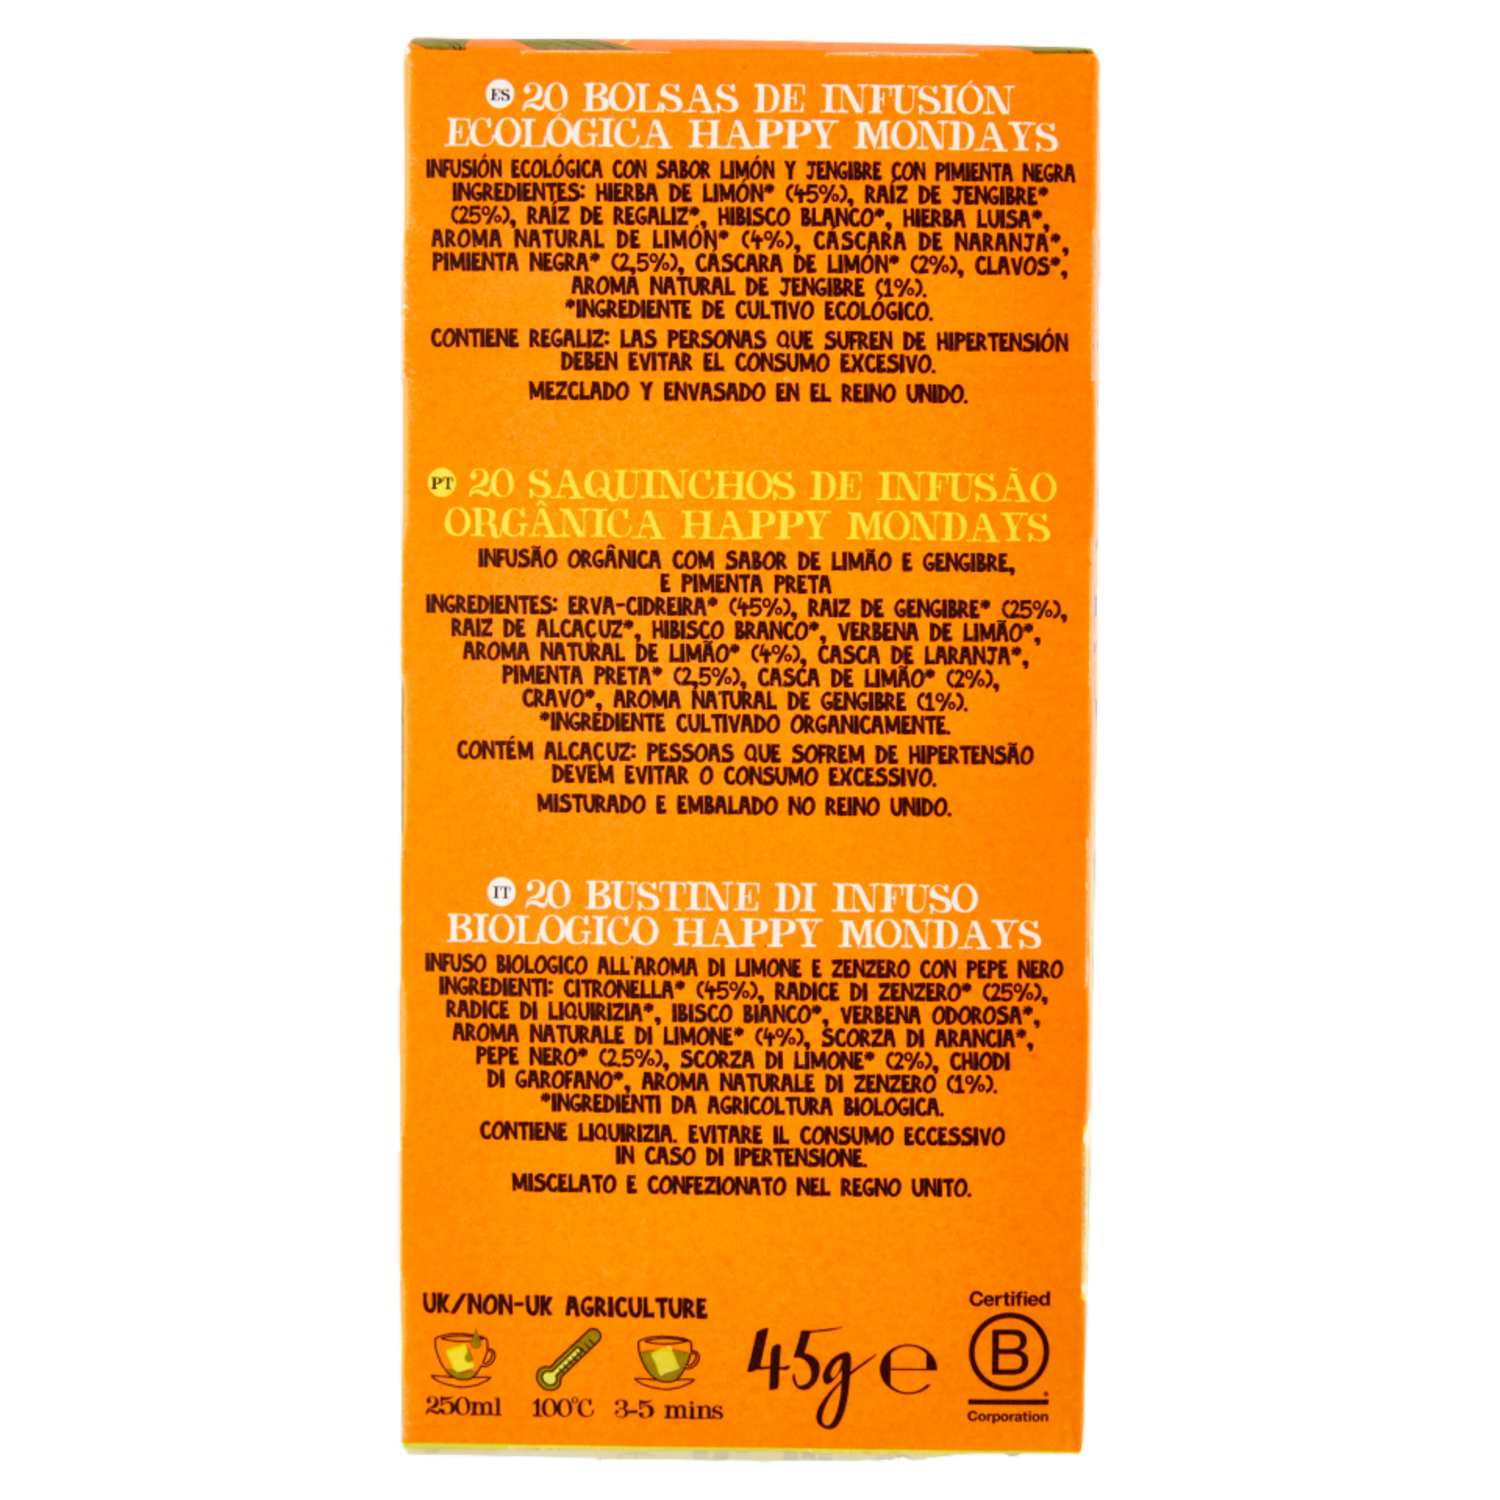 ES 20 BOLSAS DE INFUSIÓN
ECOLÓGICA HAPPY MONDAYS
INFUSIÓN ECOLÓGICA CON SABOR LIMÓN Y JENGIBRE CON PIMIENTA NEGRA
INGREDIENTES: HIERBA DE LIMÓN* (45%), RAÍZ DE JENGIBRE*
(25%), RAÍZ DE REGALIZ*, HIBISCO BLANCO*, HIERBA LUISA*,
AROMA NATURAL DE LIMÓN* (4%), CÁSCARA DE NARANJA*,
PIMIENTA NEGRA* (2,5%), CÁSCARA DE LIMÓN* (2%), CLAVOS*,
AROMA NATURAL DE JENGIBRE (1%).
*INGREDIENTE DE CULTIVO ECOLÓGICO.
CONTIENE REGALIZ: LAS PERSONAS QUE SUFREN DE HIPERTENSIÓN
DEBEN EVITAR EL CONSUMO EXCESIVO.
MEZCLADO Y ENVASADO EN EL REINO UNIDO.
PT 20 SAQUINCHOS DE INFUSÃO
ORGÂNICA HAPPY MONDAYS
INFUSÃO ORGÂNICA COM SABOR DE LIMÃO E GENGIBRE,
E PIMENTA PRETA
INGREDIENTES: ERVA-CIDREIRA* (45%), RAIZ DE GENGIBRE* (25%),
RAIZ DE ALCAÇUZ*, HIBISCO BRANCO*, VERBENA DE LIMÃO*,
AROMA NATURAL DE LIMÃO* (4%), CASCA DE LARANJA*,
PIMENTA PRETA* (2,5%), CASCA DE LIMÃO* (2%),
CRAVO*, AROMA NATURAL DE GENGIBRE (1%).
*INGREDIENTE CULTIVADO ORGANICAMENTE.
CONTÉM ALCAÇUZ: PESSOAS QUE SOFREM DE HIPERTENSÃO
DEVEM EVITAR O CONSUMO EXCESSIVO.
MISTURADO E EMBALADO NO REINO UNIDO.
IT 20 BUSTINE DI INFUSO
BIOLOGICO HAPPY MONDAYS
INFUSO BIOLOGICO ALL'AROMA DI LIMONE E ZENZERO CON PEPE NERO
INGREDIENTI: CITRONELLA* (45%), RADICE DI ZENZERO* (25%),
RADICE DI LIQUIRIZIA*, IBISCO BIANCO*, VERBENA ODOROSA*,
AROMA NATURALE DI LIMONE* (4%), SCORZA DI ARANCIA*,
PEPE NERO* (2.5%), SCORZA DI LIMONE* (2%), CHIODI
DI GAROFANO*, AROMA NATURALE DI ZENZERO (1%).
*INGREDIENTI DA AGRICOLTURA BIOLOGICA.
CONTIENE LIQUIRIZIA. EVITARE IL CONSUMO ECCESSIVO
IN CASO DI IPERTENSIONE.
MISCELATO E CONFEZIONATO NEL REGNO UNITO.
UK/NON-UK AGRICULTURE
250ml 100°C 3-5 mins
45g e
Certified
B
Corporation